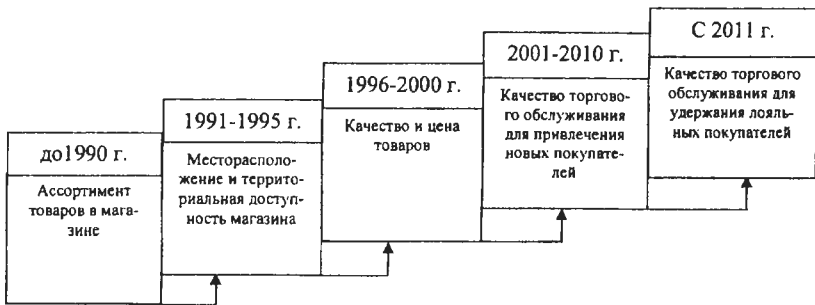 до1990 г.
Ассортимент
товаров в мага-
зине
1991-1995 г.
Месторасполо-
жение и террито-
риальная доступ-
ность магазина
1996-2000 г.
Качество и цена
товаров
2001-2010 г.
Качество торгово-
го обслуживания
для привлечения
новых покупате-
лей
С 2011 г.
Качество торгового
обслуживания для
удержания лояль-
ных покупателей